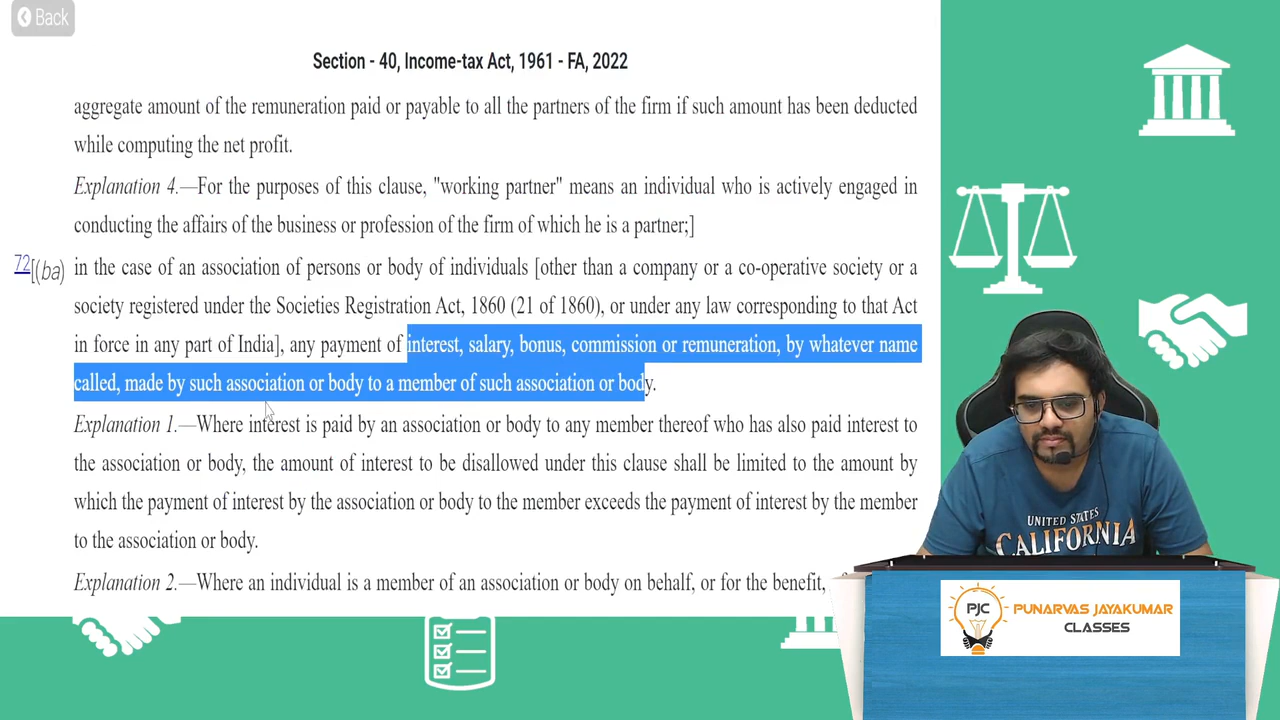 Back
Section - 40, Income-tax Act, 1961 - FA, 2022
aggregate amount of the remuneration paid or payable to all the partners of the firm if such amount has been deducted
while computing the net profit.
Explanation 4.—For the purposes of this clause, "working partner" means an individual who is actively engaged in
conducting the affairs of the business or profession of the firm of which he is a partner;]
72[(ba) in the case of an association of persons or body of individuals [other than a company or a co-operative society or a
society registered under the Societies Registration Act, 1860 (21 of 1860), or under any law corresponding to that Act
in force in any part of India], any payment of interest, salary, bonus, commission or remuneration, by whatever name
called, made by such association or body to a member of such association or body.
Explanation 1.—Where interest is paid by an association or body to any member thereof who has also paid interest to
the association or body, the amount of interest to be disallowed under this clause shall be limited to the amount by
which the payment of interest by the association or body to the member exceeds the payment of interest by the member
to the association or body.
Explanation 2.—Where an individual is a member of an association or body on behalf, or for the benefit,
UNITED STATES
CALIFORNIA
PJC
PUNARVAS JAYAKUMAR
CLASSES